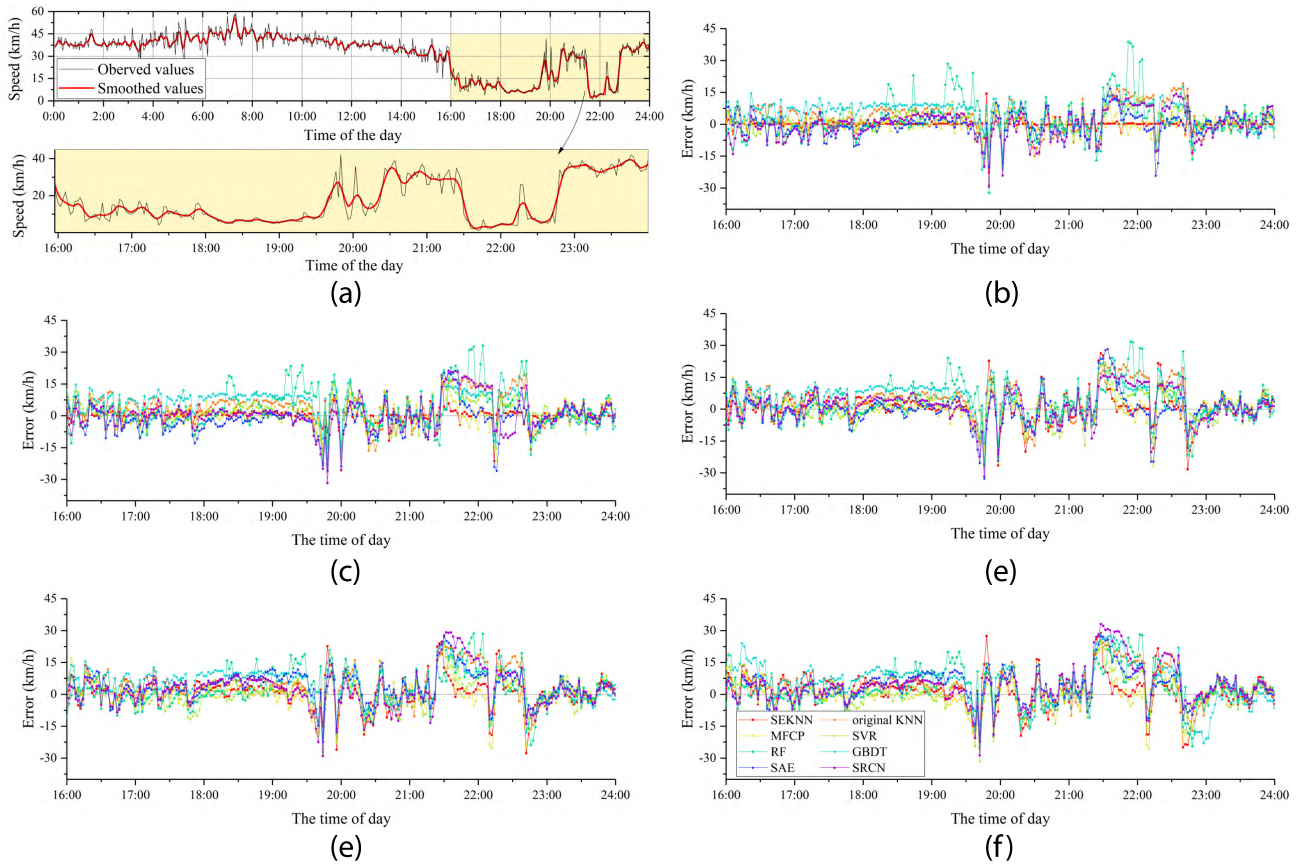 Speed (km/h)
60
45
30
15
0
Oberved values
Smoothed values
0:00 2:00 4:00 6:00 8:00 10:00 12:00 14:00 16:00 18:00 20:00 22:00 24:00
Time of the day
Speed (km/h)
40
20
16:00 17:00 18:00 19:00 20:00 21:00 22:00 23:00
Time of the day
(a)
Error (km/h)
45
30
15
0
-15
-30
16:00 17:00 18:00 19:00 20:00 21:00 22:00 23:00 24:00
The time of day
(b)
Error (km/h)
45
30
15
0
-15
-30
16:00 17:00 18:00 19:00 20:00 21:00 22:00 23:00 24:00
The time of day
(c)
Error (km/h)
45
30
15
0
-15
-30
16:00 17:00 18:00 19:00 20:00 21:00 22:00 23:00 24:00
The time of day
(e)
Error (km/h)
45
30
15
0
-15
-30
16:00 17:00 18:00 19:00 20:00 21:00 22:00 23:00 24:00
The time of day
(e)
Error (km/h)
45
30
15
0
-15
-30
SEKNN original KNN
MFCP SVR
RF GBDT
SAE SRCN
16:00 17:00 18:00 19:00 20:00 21:00 22:00 23:00 24:00
The time of day
(f)